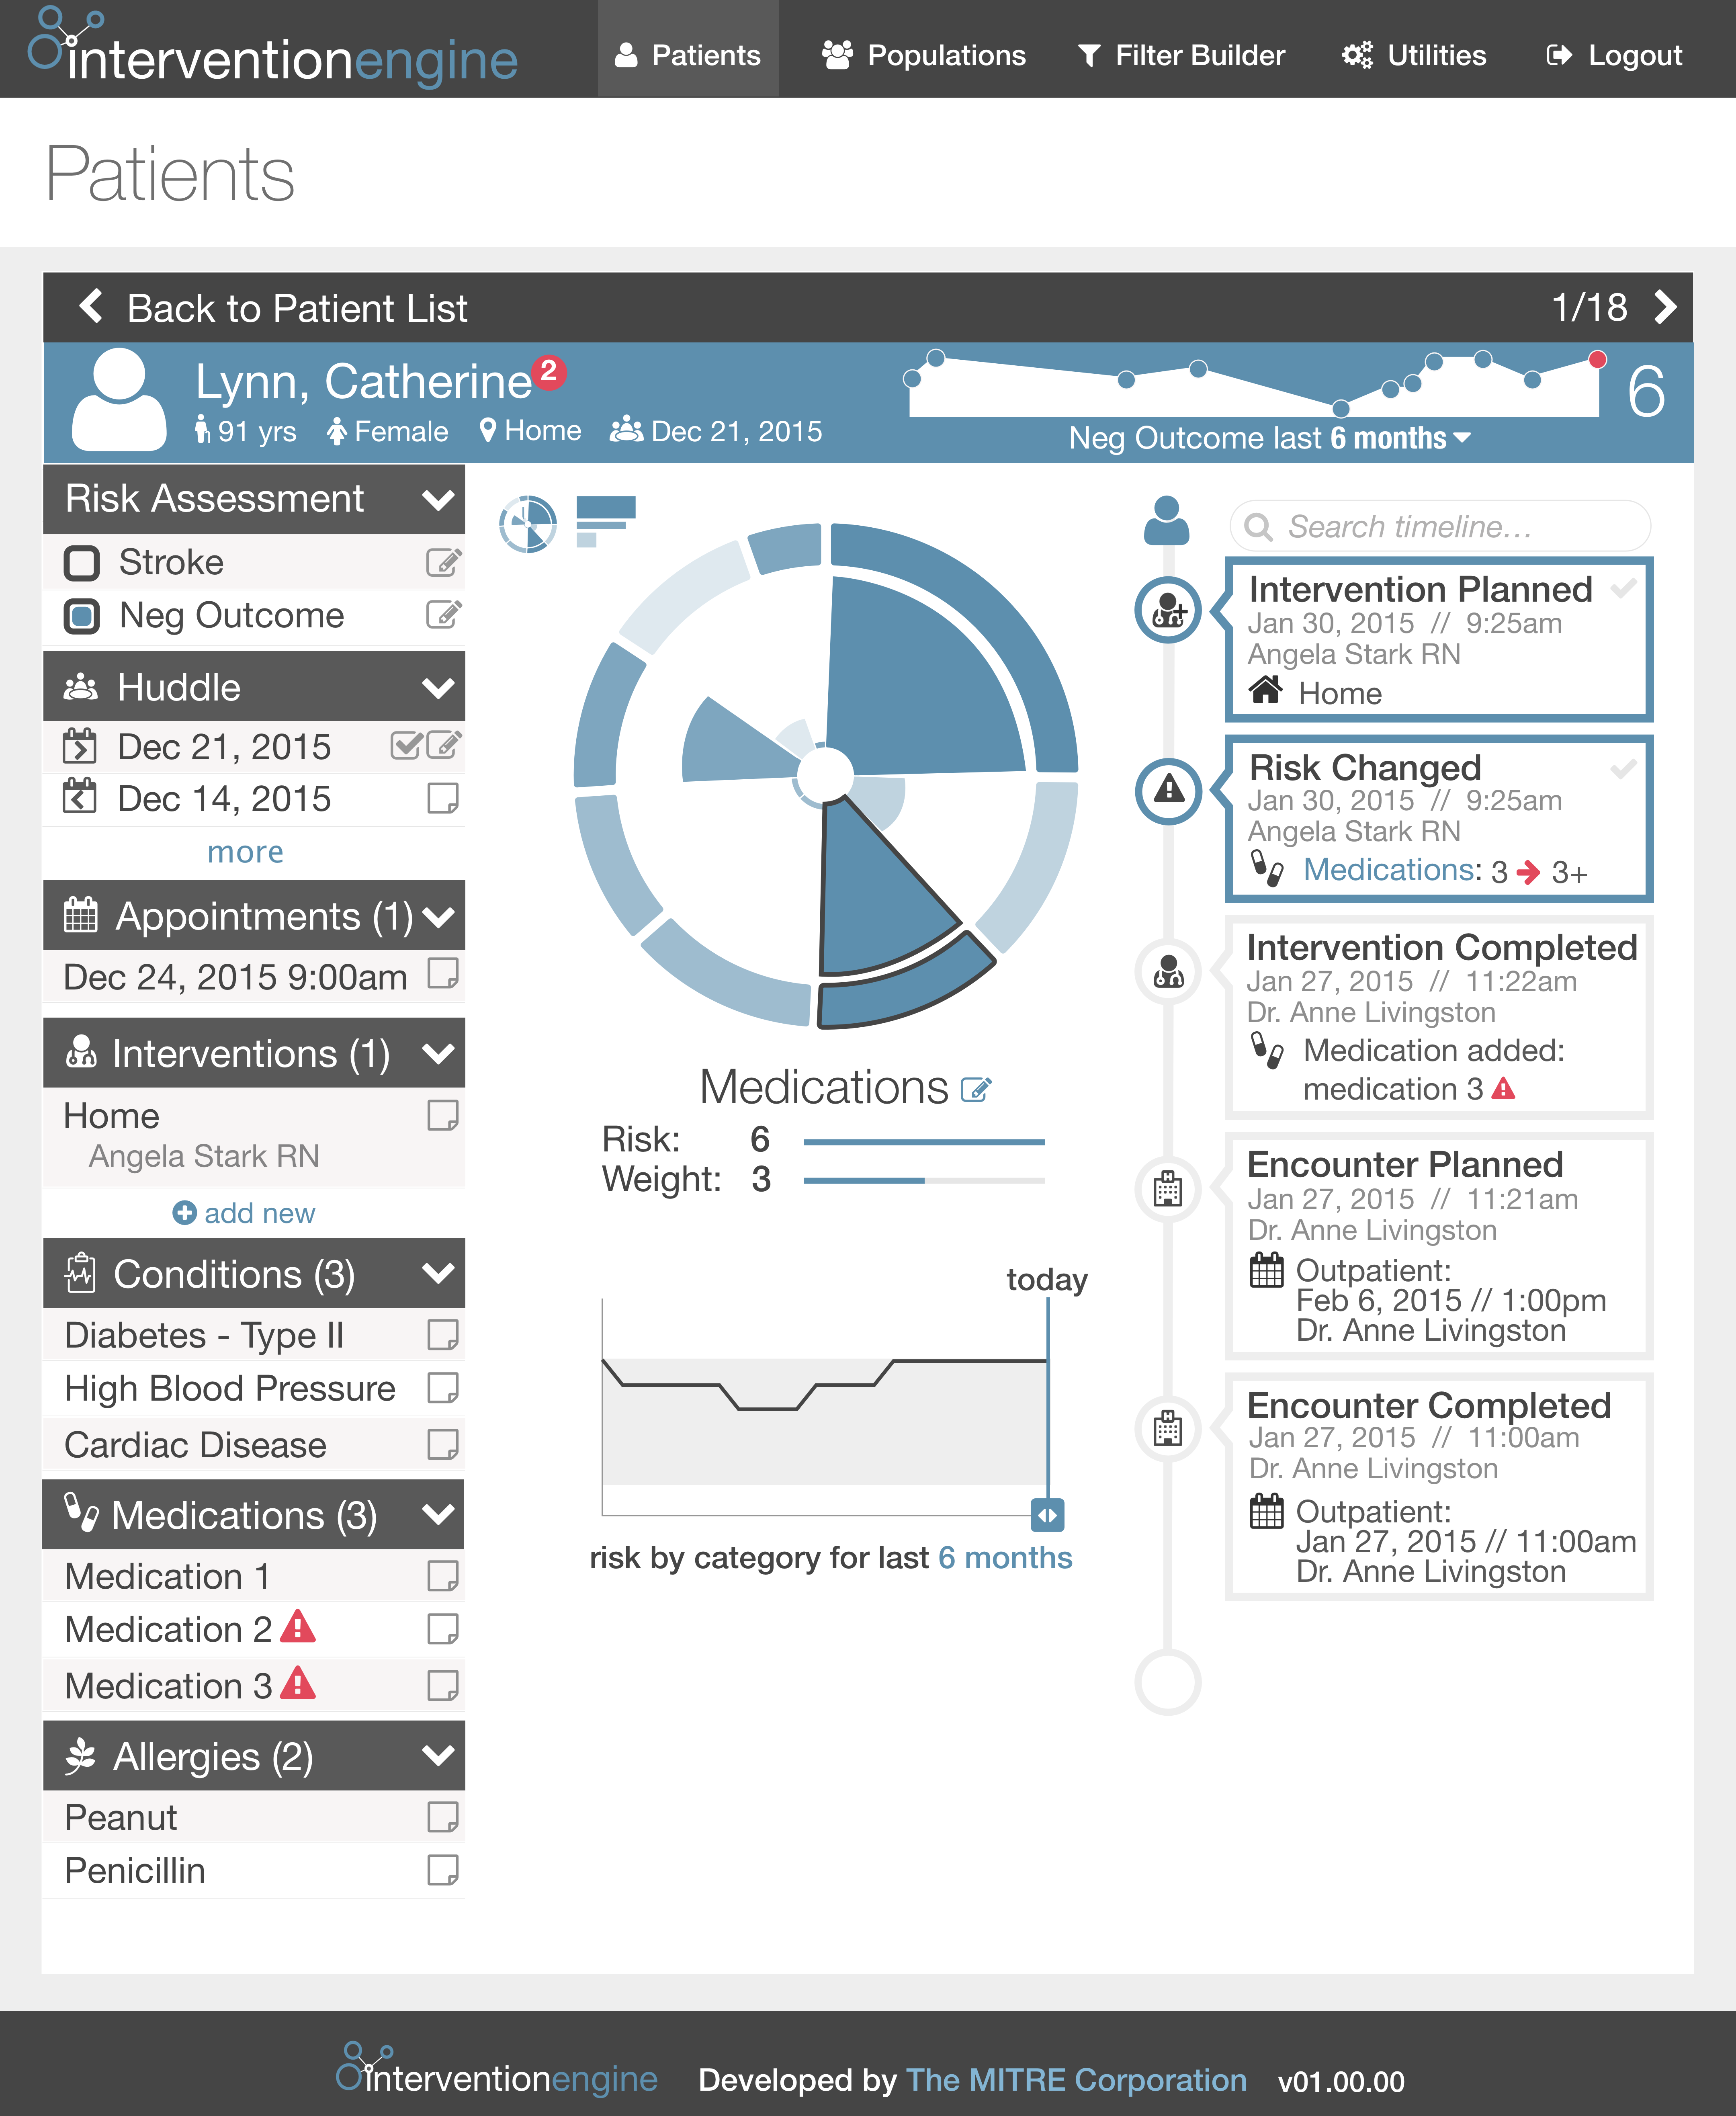 interventionengine
Patients
Populations
Filter Builder
Utilities
Logout
Patients
Back to Patient List
1/18
Lynn, Catherine 2
91 yrs
Female
Home
Dec 21, 2015
Neg Outcome last 6 months
6
Risk Assessment
Stroke
Neg Outcome
Huddle
Dec 21, 2015
Dec 14, 2015
more
Appointments (1)
Dec 24, 2015 9:00am
Interventions (1)
Home
Angela Stark RN
add new
Conditions (3)
Diabetes - Type II
High Blood Pressure
Cardiac Disease
Medications (3)
Medication 1
Medication 2
Medication 3
Allergies (2)
Peanut
Penicillin
Medications
Risk: 6
Weight: 3
today
risk by category for last 6 months
Search timeline...
Intervention Planned
Jan 30, 2015 // 9:25am
Angela Stark RN
Home
Risk Changed
Jan 30, 2015 // 9:25am
Angela Stark RN
Medications: 3 3+
Intervention Completed
Jan 27, 2015 // 11:22am
Dr. Anne Livingston
Medication added:
medication 3
Encounter Planned
Jan 27, 2015 // 11:21am
Dr. Anne Livingston
Outpatient:
Feb 6, 2015 // 1:00pm
Dr. Anne Livingston
Encounter Completed
Jan 27, 2015 // 11:00am
Dr. Anne Livingston
Outpatient:
Jan 27, 2015 // 11:00am
Dr. Anne Livingston
interventionengine
Developed by The MITRE Corporation
v01.00.00